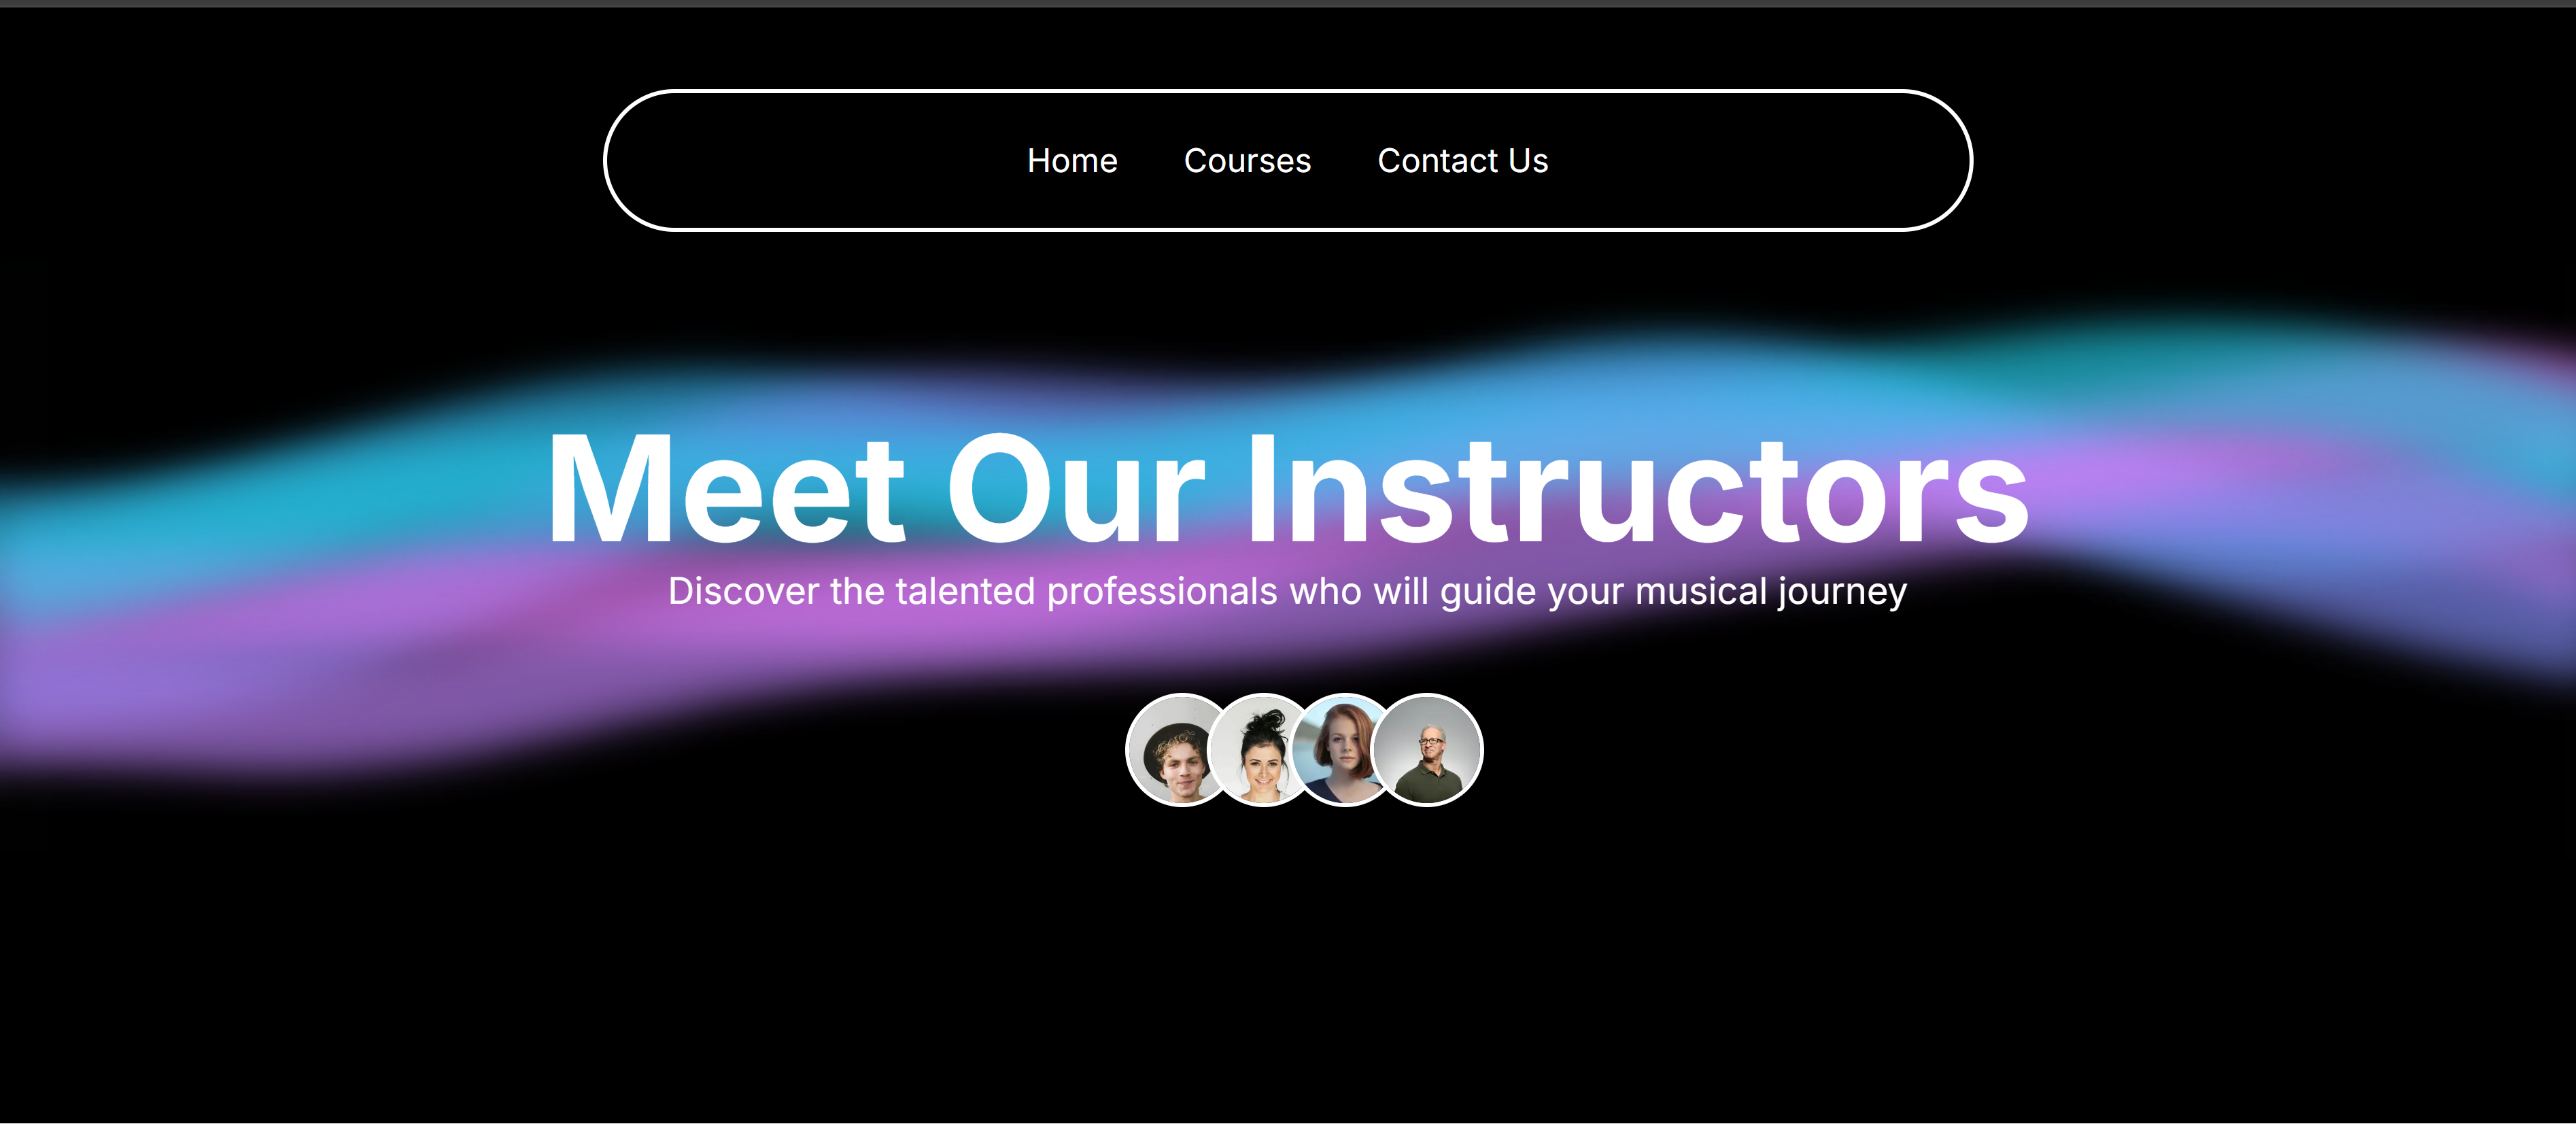 Home Courses Contact Us
Meet Our Instructors
Discover the talented professionals who will guide your musical journey